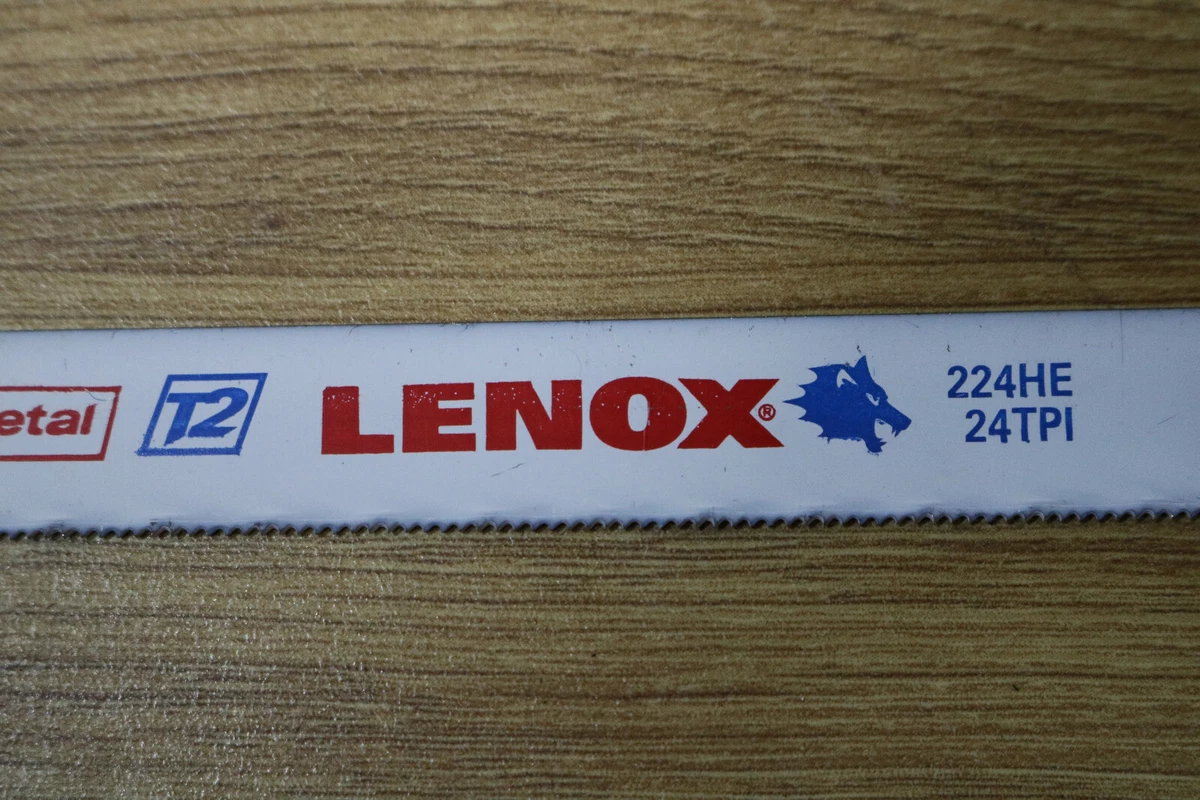 etal
T2
LENOX®
224HE
24TPI